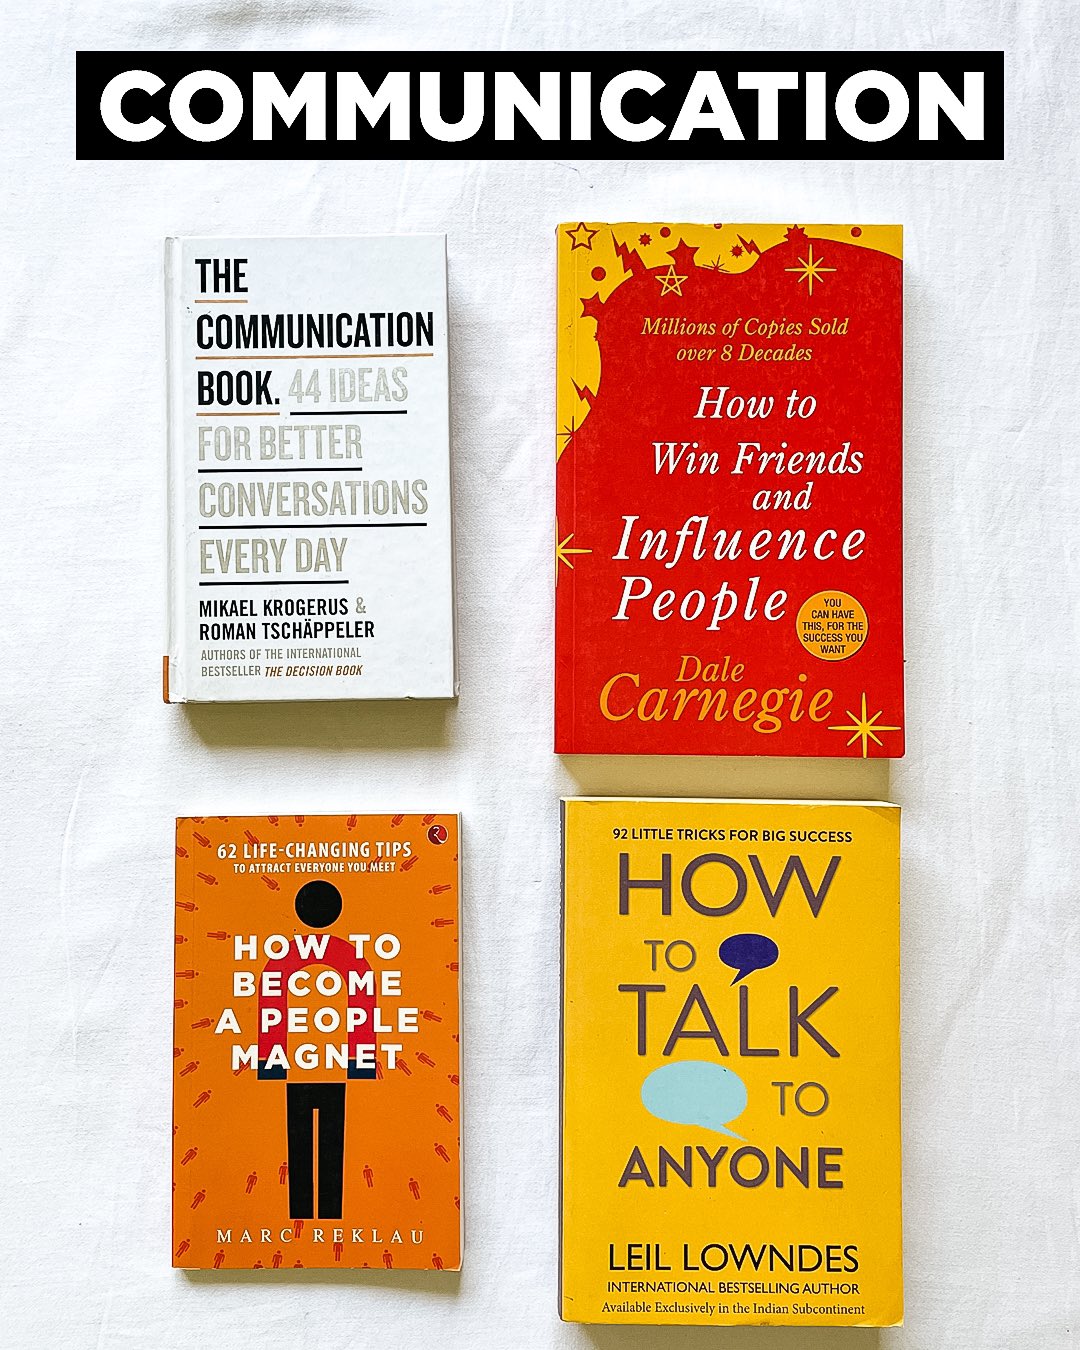 COMMUNICATION
THE
COMMUNICATION
BOOK. 44 IDEAS
FOR BETTER
CONVERSATIONS
EVERY DAY
MIKAEL KROGERUS &
ROMAN TSCHÄPPELER
AUTHORS OF THE INTERNATIONAL
BESTSELLER THE DECISION BOOK
Millions of Copies Sold
over 8 Decades
How to
Win Friends
and
Influence
People
YOU
CAN HAVE
THIS, FOR THE
SUCCESS YOU
WANT
Dale
Carnegie
62 LIFE-CHANGING TIPS
TO ATTRACT EVERYONE YOU MEET
HOW TO
BECOME
A PEOPLE
MAGNET
MARC REKLAU
92 LITTLE TRICKS FOR BIG SUCCESS
HOW
TO
TALK
TO
ANYONE
LEIL LOWNDES
INTERNATIONAL BESTSELLING AUTHOR
Available Exclusively in the Indian Subcontinent